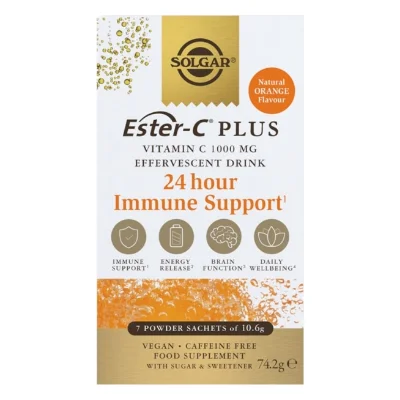 SOLGAR®
Natural
ORANGE
Flavour
Ester-C® PLUS
VITAMIN C 1000 MG
EFFERVESCENT DRINK
24 hour
Immune Support¹
IMMUNE
SUPPORT¹
ENERGY
RELEASE²
BRAIN
FUNCTION³
DAILY
WELLBEING⁴
7 POWDER SACHETS of 10.6g
VEGAN • CAFFEINE FREE
FOOD SUPPLEMENT
WITH SUGAR & SWEETENER
74.2g ℮